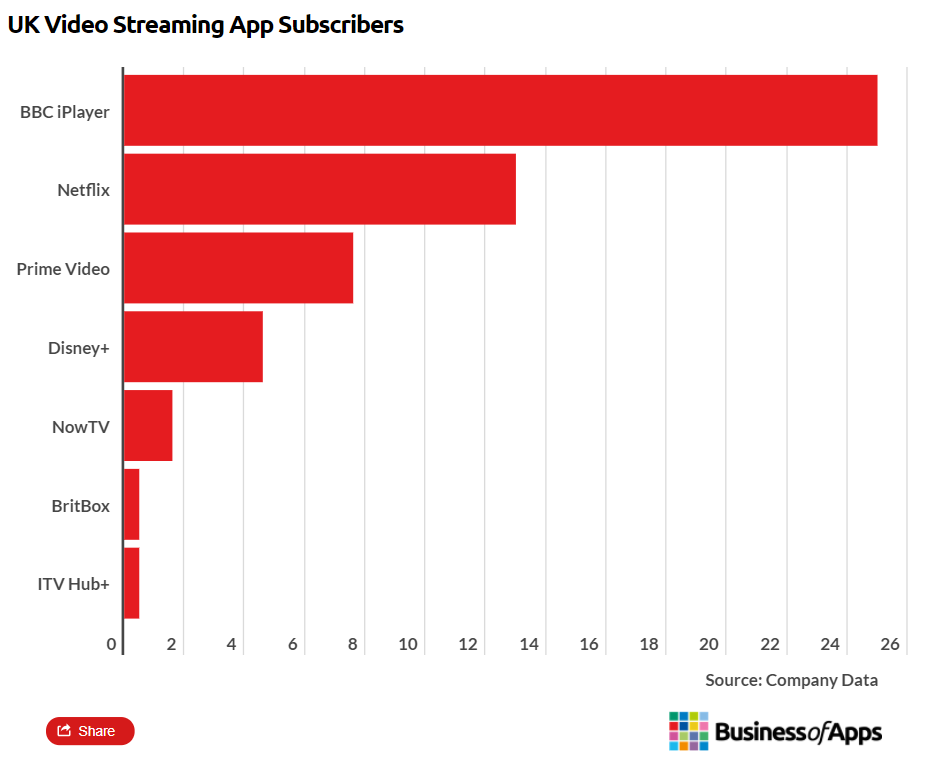 UK Video Streaming App Subscribers
BBC iPlayer
Netflix
Prime Video
Disney+
NowTV
BritBox
ITV Hub+
0 2 4 6 8 10 12 14 16 18 20 22 24 26
Source: Company Data
Share
BusinessofApps